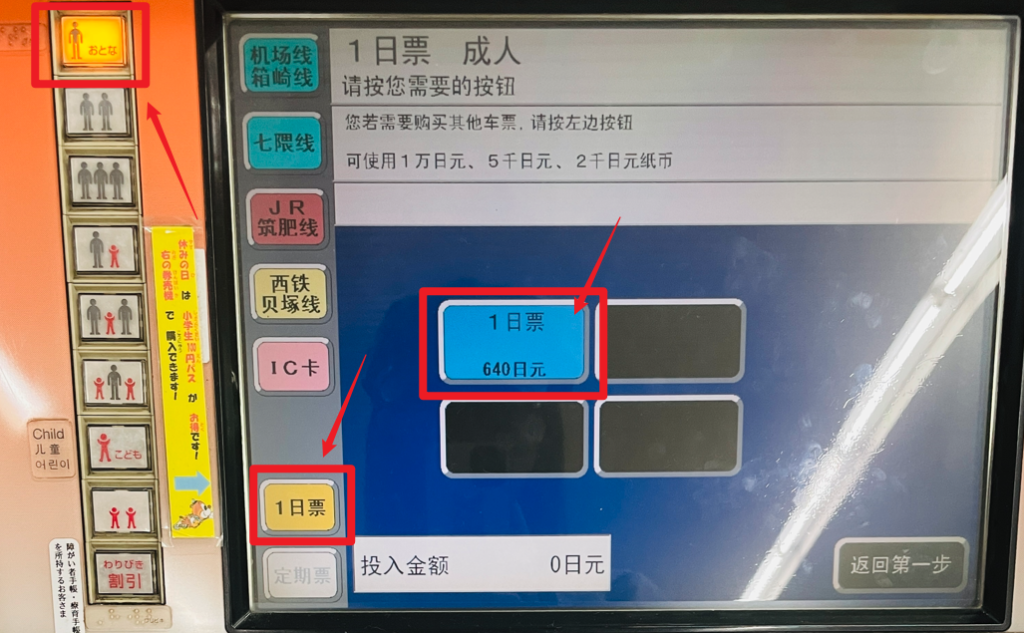 おとな
こども
わりびき
割引
Child
儿童
어린이
障がい者手帳・療育手帳
を所持するお客さま
休みの日は小学生100円パスがお得です!
右の券売機で購入できます!
机场线
箱崎线
七隈线
JR
筑肥线
西铁
贝塚线
IC卡
1日票
定期票
1日票 成人
请按您需要的按钮
您若需要购买其他车票, 请按左边按钮
可使用1万日元、5千日元、2千日元纸币
1日票
640日元
投入金额 0日元
返回第一步